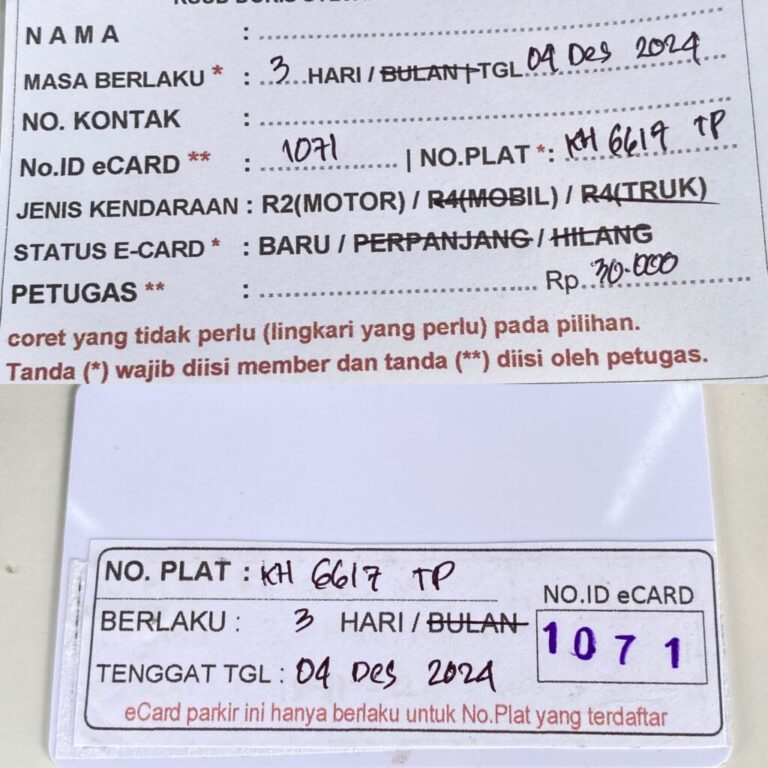 N A M A :
MASA BERLAKU * : 3 HARI / BULAN | TGL 04 Des 2024
NO. KONTAK :
No.ID eCARD ** : 1071 | NO.PLAT *: KH 6617 TP
JENIS KENDARAAN : R2(MOTOR) / R4(MOBIL) / R4(TRUK)
STATUS E-CARD * : BARU / PERPANJANG / HILANG
PETUGAS ** : Rp. 30.000
coret yang tidak perlu (lingkari yang perlu) pada pilihan.
Tanda (*) wajib diisi member dan tanda (**) diisi oleh petugas.
NO. PLAT : KH 6617 TP
NO.ID eCARD
BERLAKU : 3 HARI / BULAN
1071
TENGGAT TGL : 04 Des 2024
eCard parkir ini hanya berlaku untuk No.Plat yang terdaftar